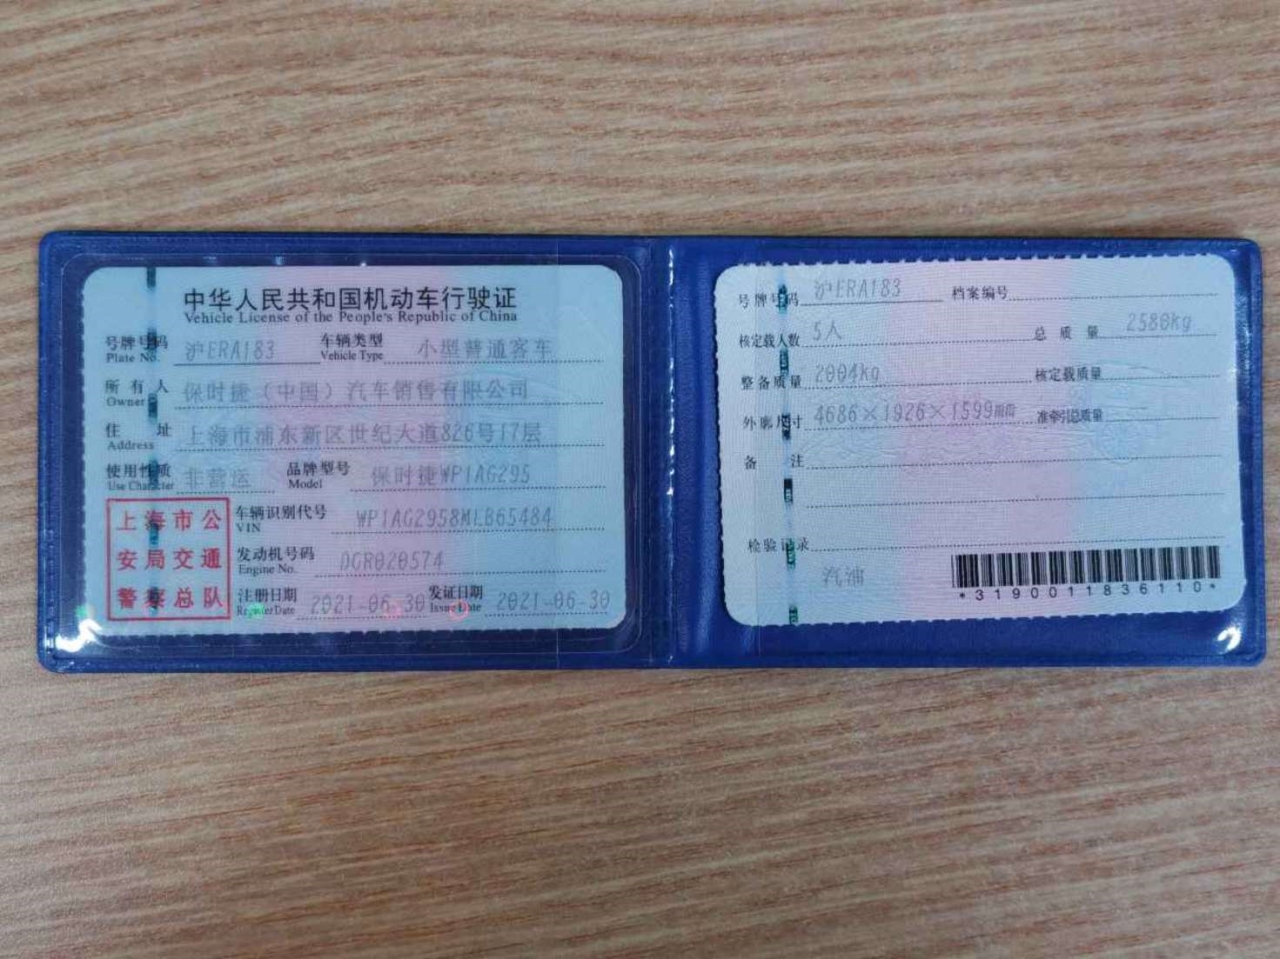 中华人民共和国机动车行驶证
Vehicle License of the People's Republic of China
号牌号码 沪ERA183 车辆类型 小型普通客车
Plate No. Vehicle Type
所有人 保时捷（中国）汽车销售有限公司
Owner
住址 上海市浦东新区世纪大道826号17层
Address
使用性质 非营运 品牌型号 保时捷WP1AG295
Use Character Model
上海市公
安局交通
警察总队
车辆识别代号 WP1AG2958MLB65484
VIN
发动机号码 DGR020574
Engine No.
注册日期 2021-06-30 发证日期 2021-06-30
Register Date Issue Date
号牌号码 沪ERA183 档案编号
核定载人数 5人 总质量 2580kg
整备质量 2004kg 核定载质量
外廓尺寸 4686×1926×1599mm 准牵引总质量
备注
检验记录
汽油
*3190011836110*